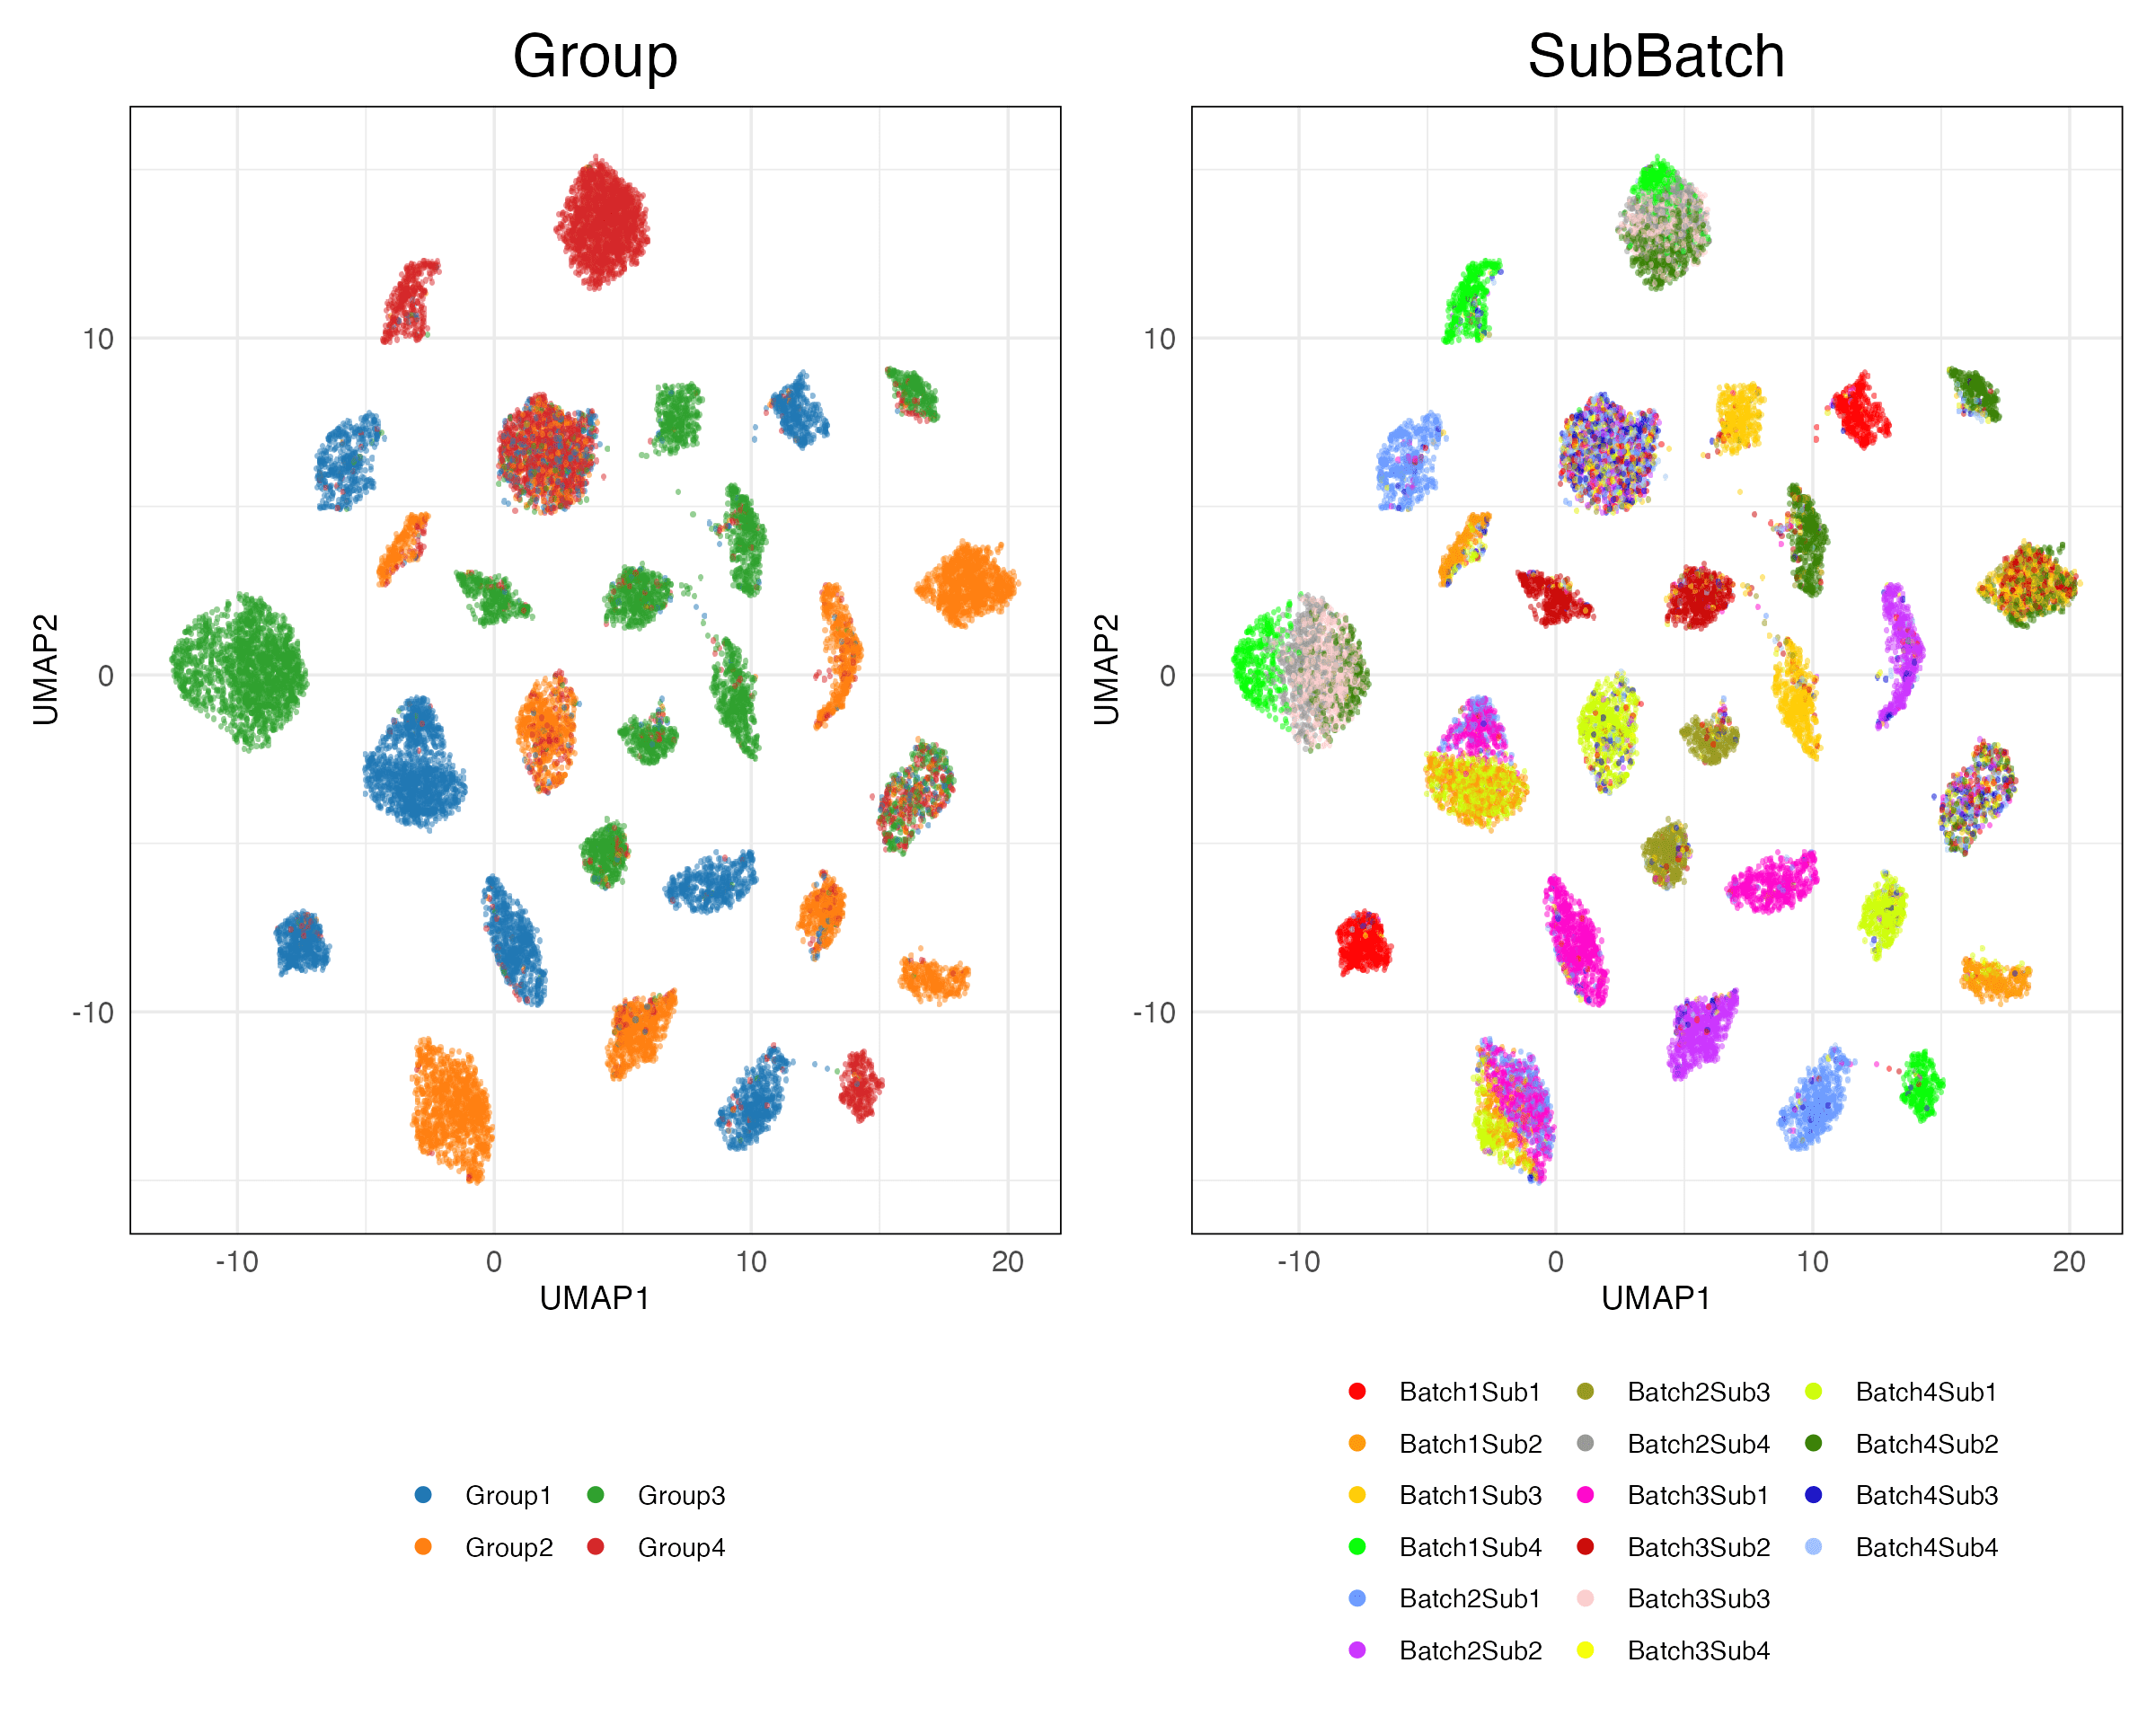 Group
SubBatch
10
0
-10
UMAP2
-10 0 10 20
UMAP1
10
0
-10
UMAP2
-10 0 10 20
UMAP1
Group1 Group3
Group2 Group4
Batch1Sub1 Batch2Sub3 Batch4Sub1
Batch1Sub2 Batch2Sub4 Batch4Sub2
Batch1Sub3 Batch3Sub1 Batch4Sub3
Batch1Sub4 Batch3Sub2 Batch4Sub4
Batch2Sub1 Batch3Sub3
Batch2Sub2 Batch3Sub4